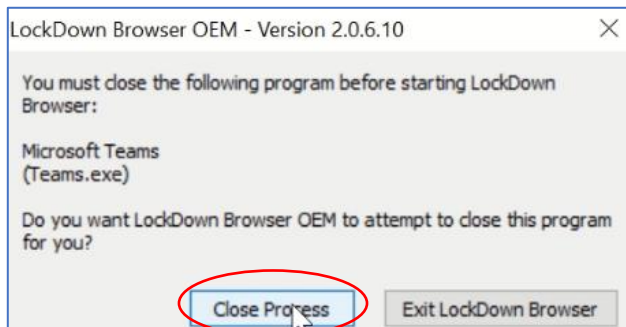 LockDown Browser OEM - Version 2.0.6.10
You must close the following program before starting LockDown
Browser:
Microsoft Teams
(Teams.exe)
Do you want LockDown Browser OEM to attempt to close this program
for you?
Close Process
Exit LockDown Browser